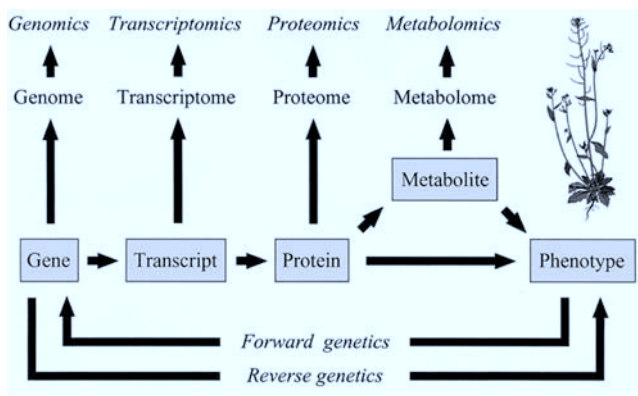 Genomics Transcriptomics Proteomics Metabolomics
Genome Transcriptome Proteome Metabolome
Metabolite
Gene Transcript Protein Phenotype
Forward genetics
Reverse genetics